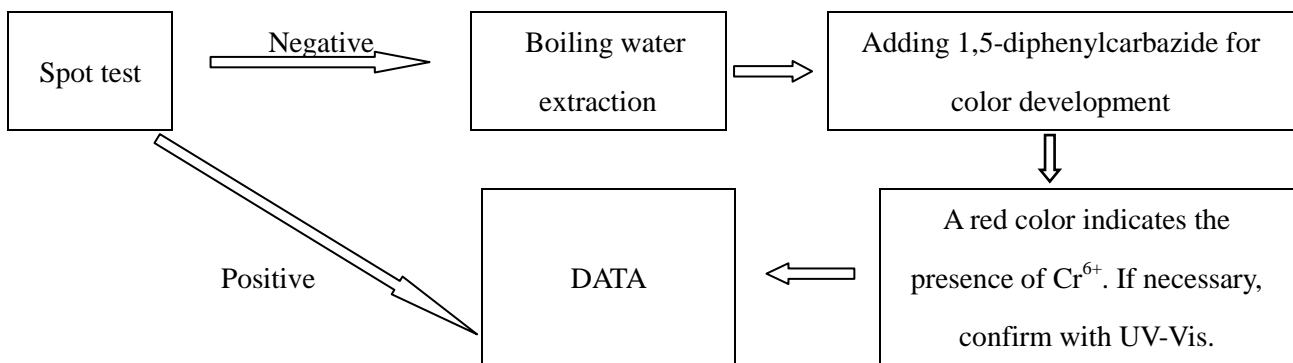 Spot test
Negative
Boiling water
extraction
Adding 1,5-diphenylcarbazide for
color development
A red color indicates the
presence of Cr⁶⁺. If necessary,
confirm with UV-Vis.
DATA
Positive